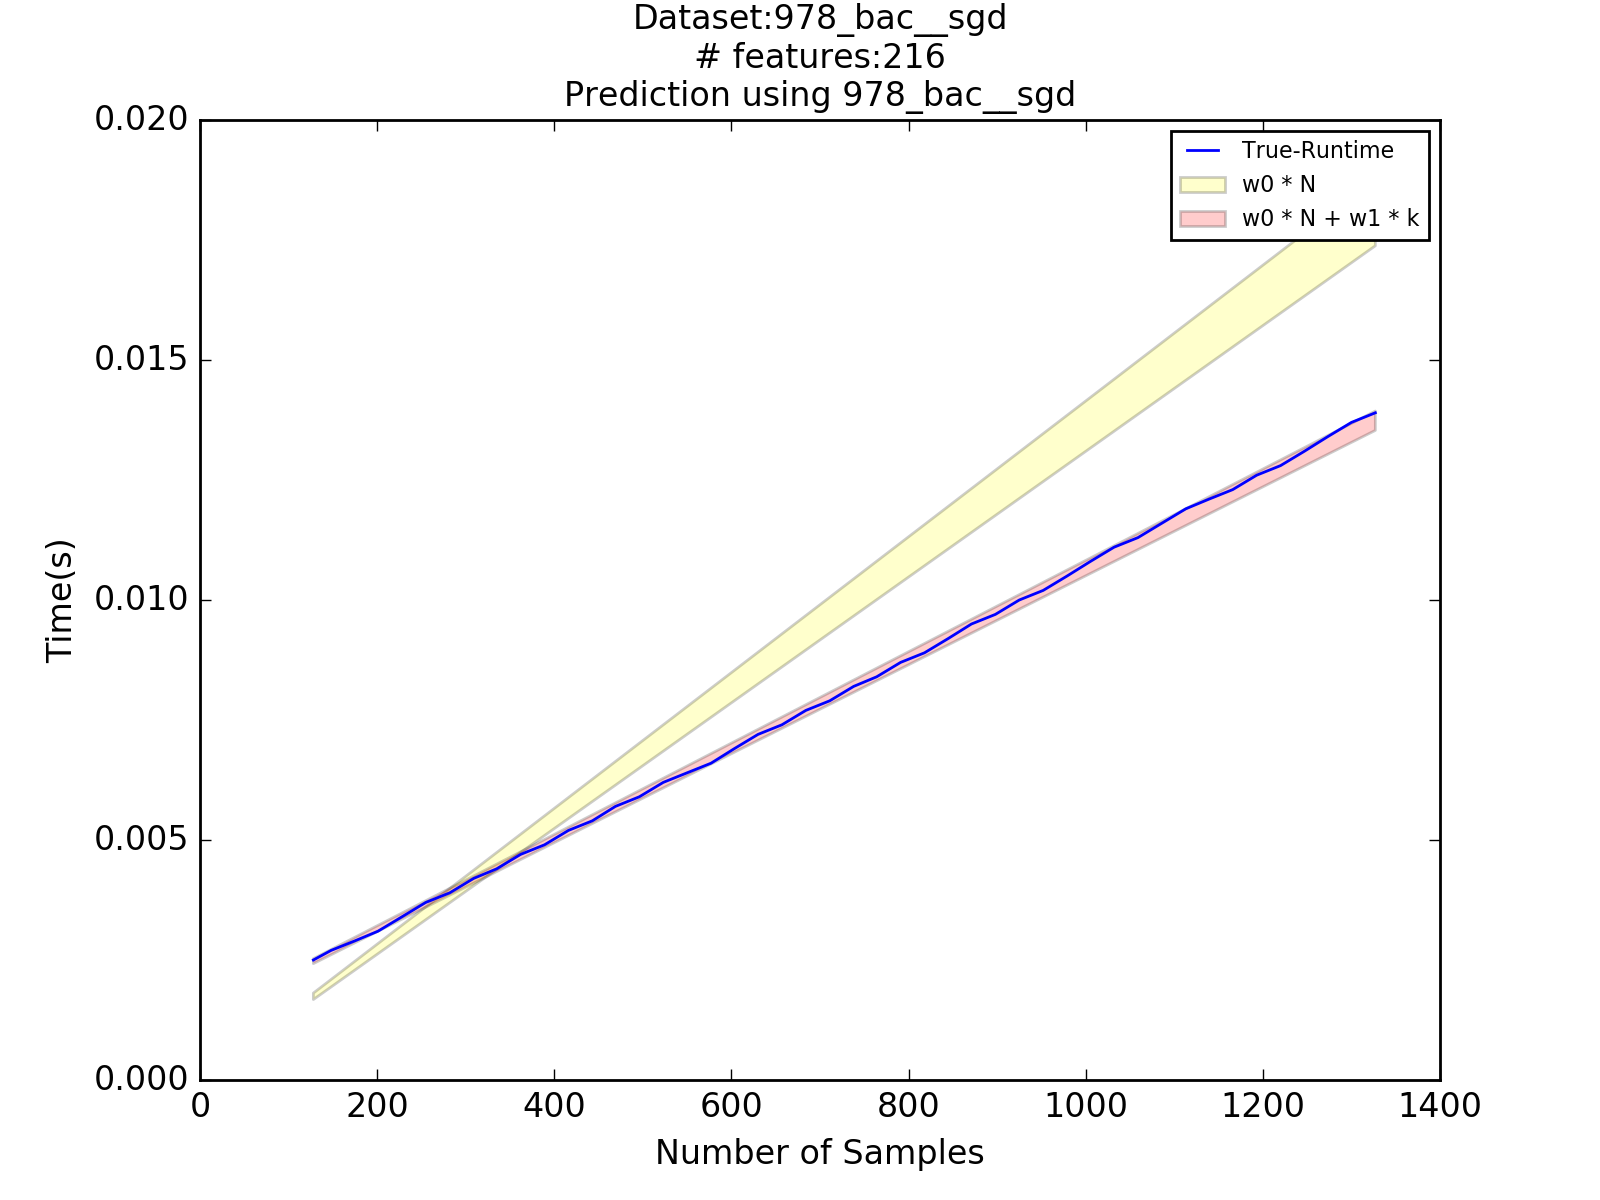 Dataset:978_bac__sgd
# features:216
Prediction using 978_bac__sgd
0.020
0.015
0.010
0.005
0.000
Time(s)
True-Runtime
w0 * N
w0 * N + w1 * k
0 200 400 600 800 1000 1200 1400
Number of Samples